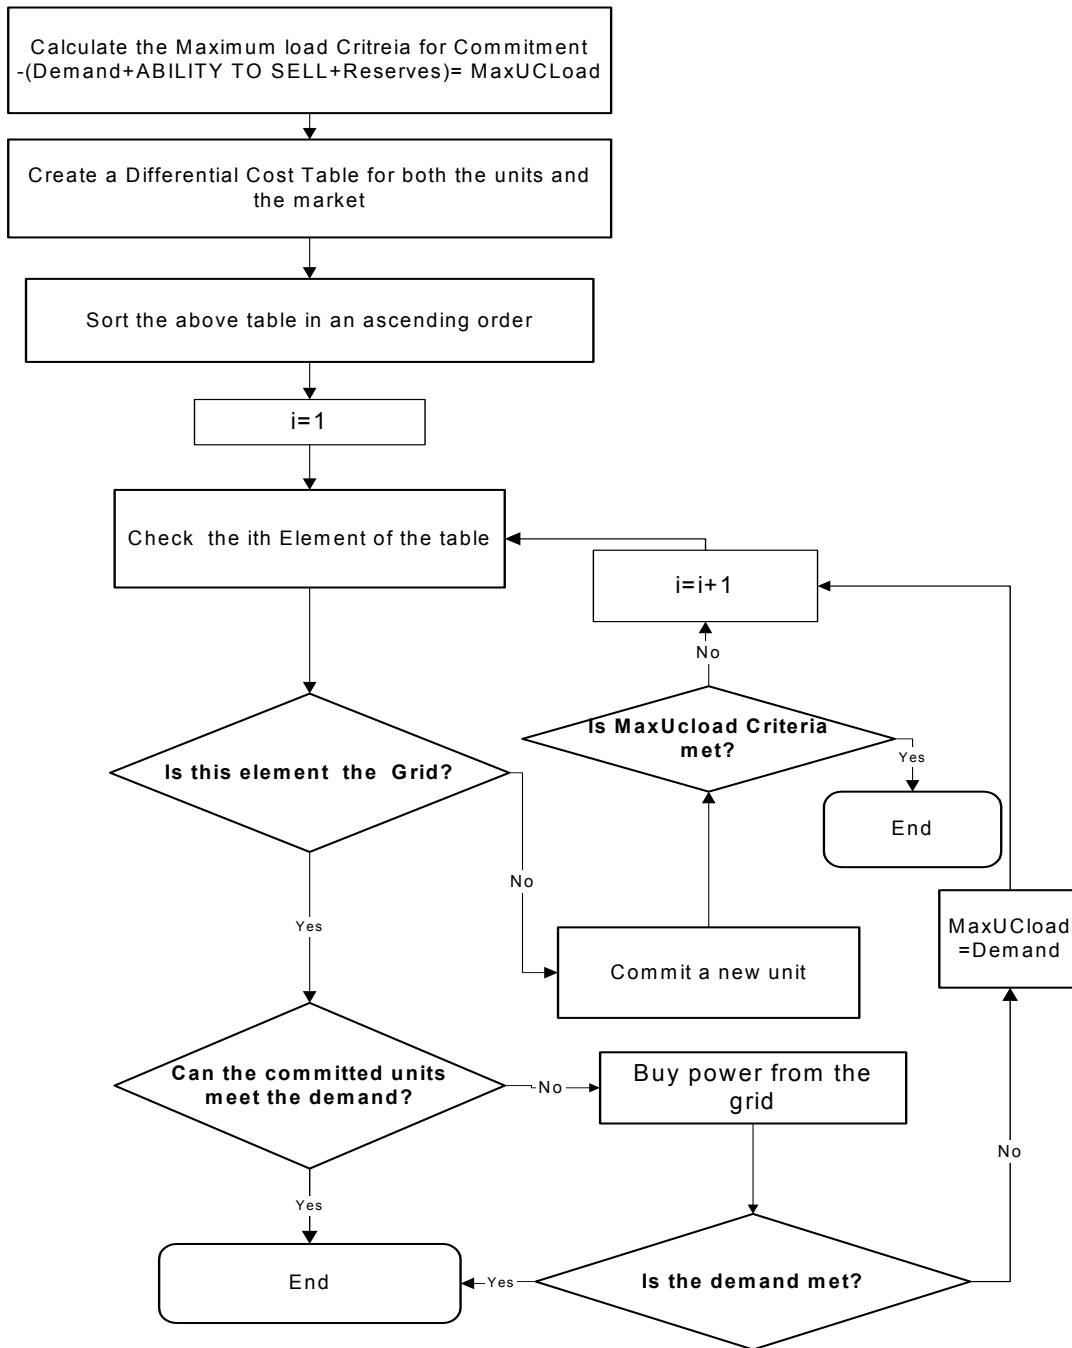 Calculate the Maximum load Critreia for Commitment
-(Demand+ABILITY TO SELL+Reserves)= MaxUCLoad
Create a Differential Cost Table for both the units and
the market
Sort the above table in an ascending order
i=1
Check the ith Element of the table
i=i+1
No
Is MaxUcload Criteria
met?
Yes
End
Is this element the Grid?
No
Yes
Commit a new unit
MaxUCload
=Demand
Can the committed units
meet the demand?
No
Buy power from the
grid
No
Yes
End
Yes
Is the demand met?